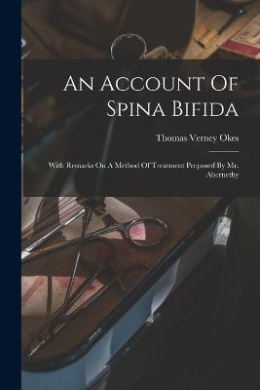 An Account Of
Spina Bifida
Thomas Verney Okes
With Remarks On A Method Of Treatment Proposed By Mr.
Abernethy